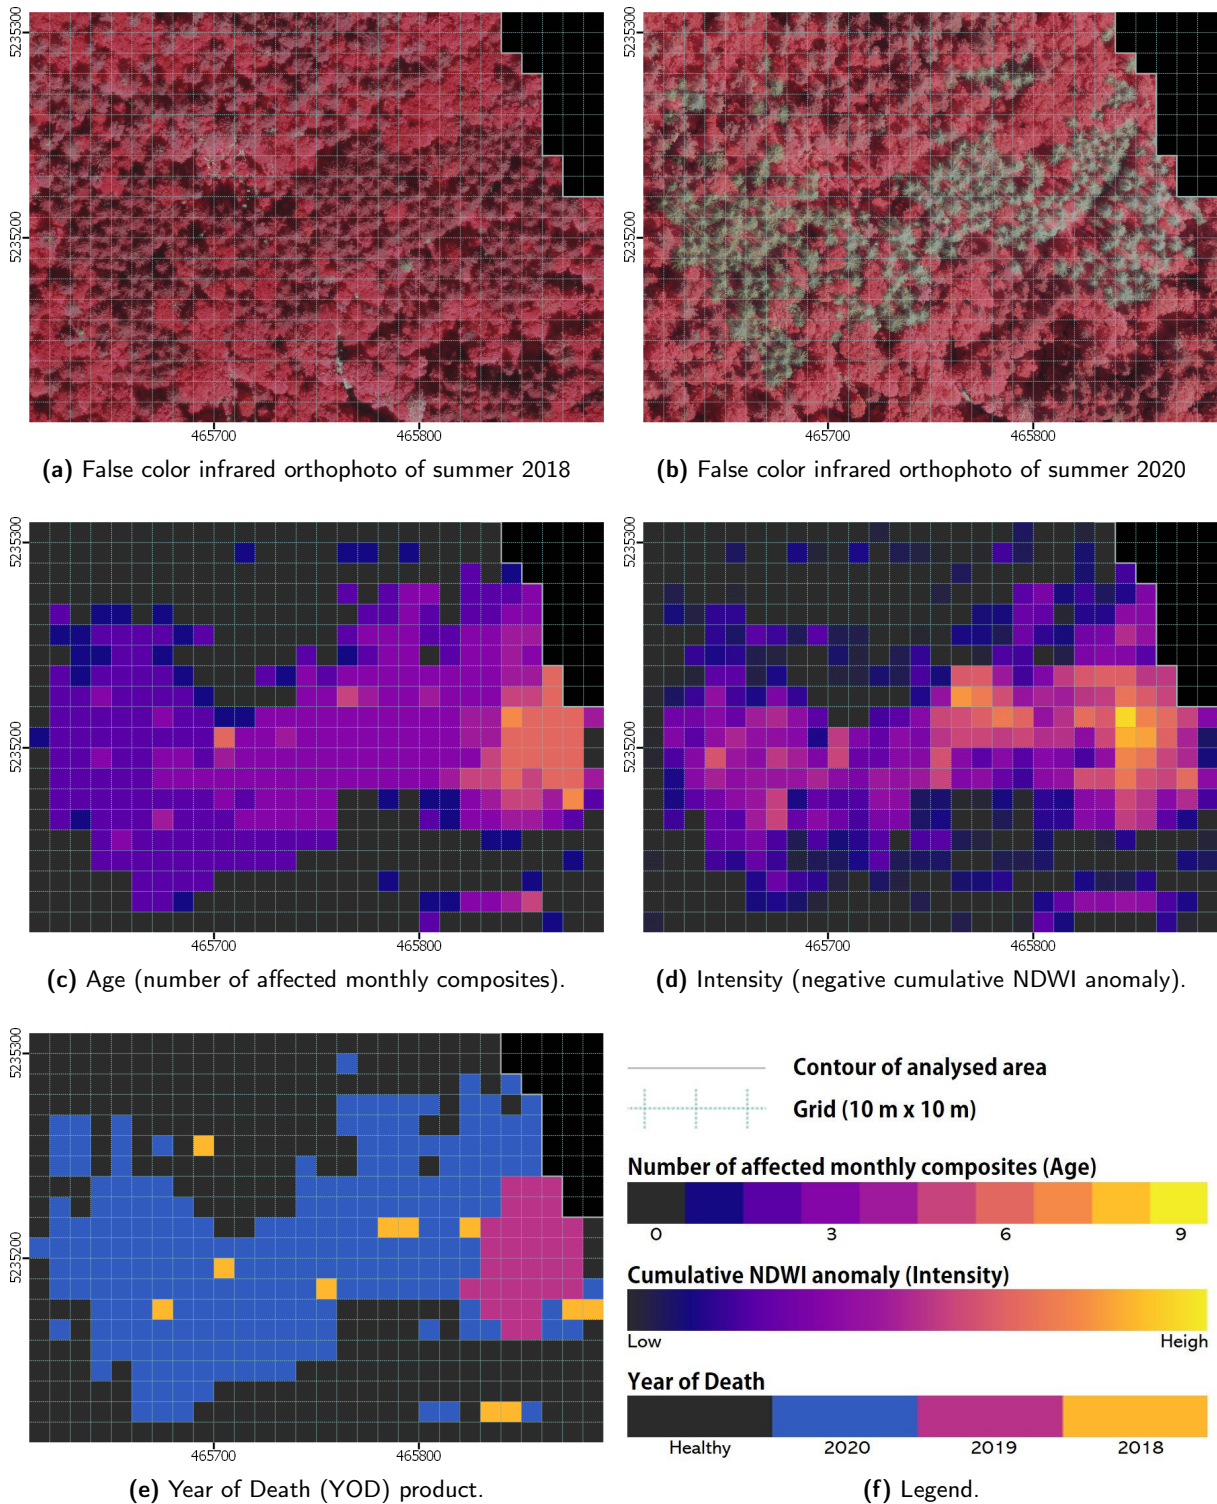 5235300
5235200
465700
465800
(a) False color infrared orthophoto of summer 2018
5235300
5235200
465700
465800
(b) False color infrared orthophoto of summer 2020
5235300
5235200
465700
465800
(c) Age (number of affected monthly composites).
5235300
5235200
465700
465800
(d) Intensity (negative cumulative NDWI anomaly).
5235300
5235200
465700
465800
(e) Year of Death (YOD) product.
Contour of analysed area
Grid (10 m x 10 m)
Number of affected monthly composites (Age)
0 3 6 9
Cumulative NDWI anomaly (Intensity)
Low Heigh
Year of Death
Healthy 2020 2019 2018
(f) Legend.